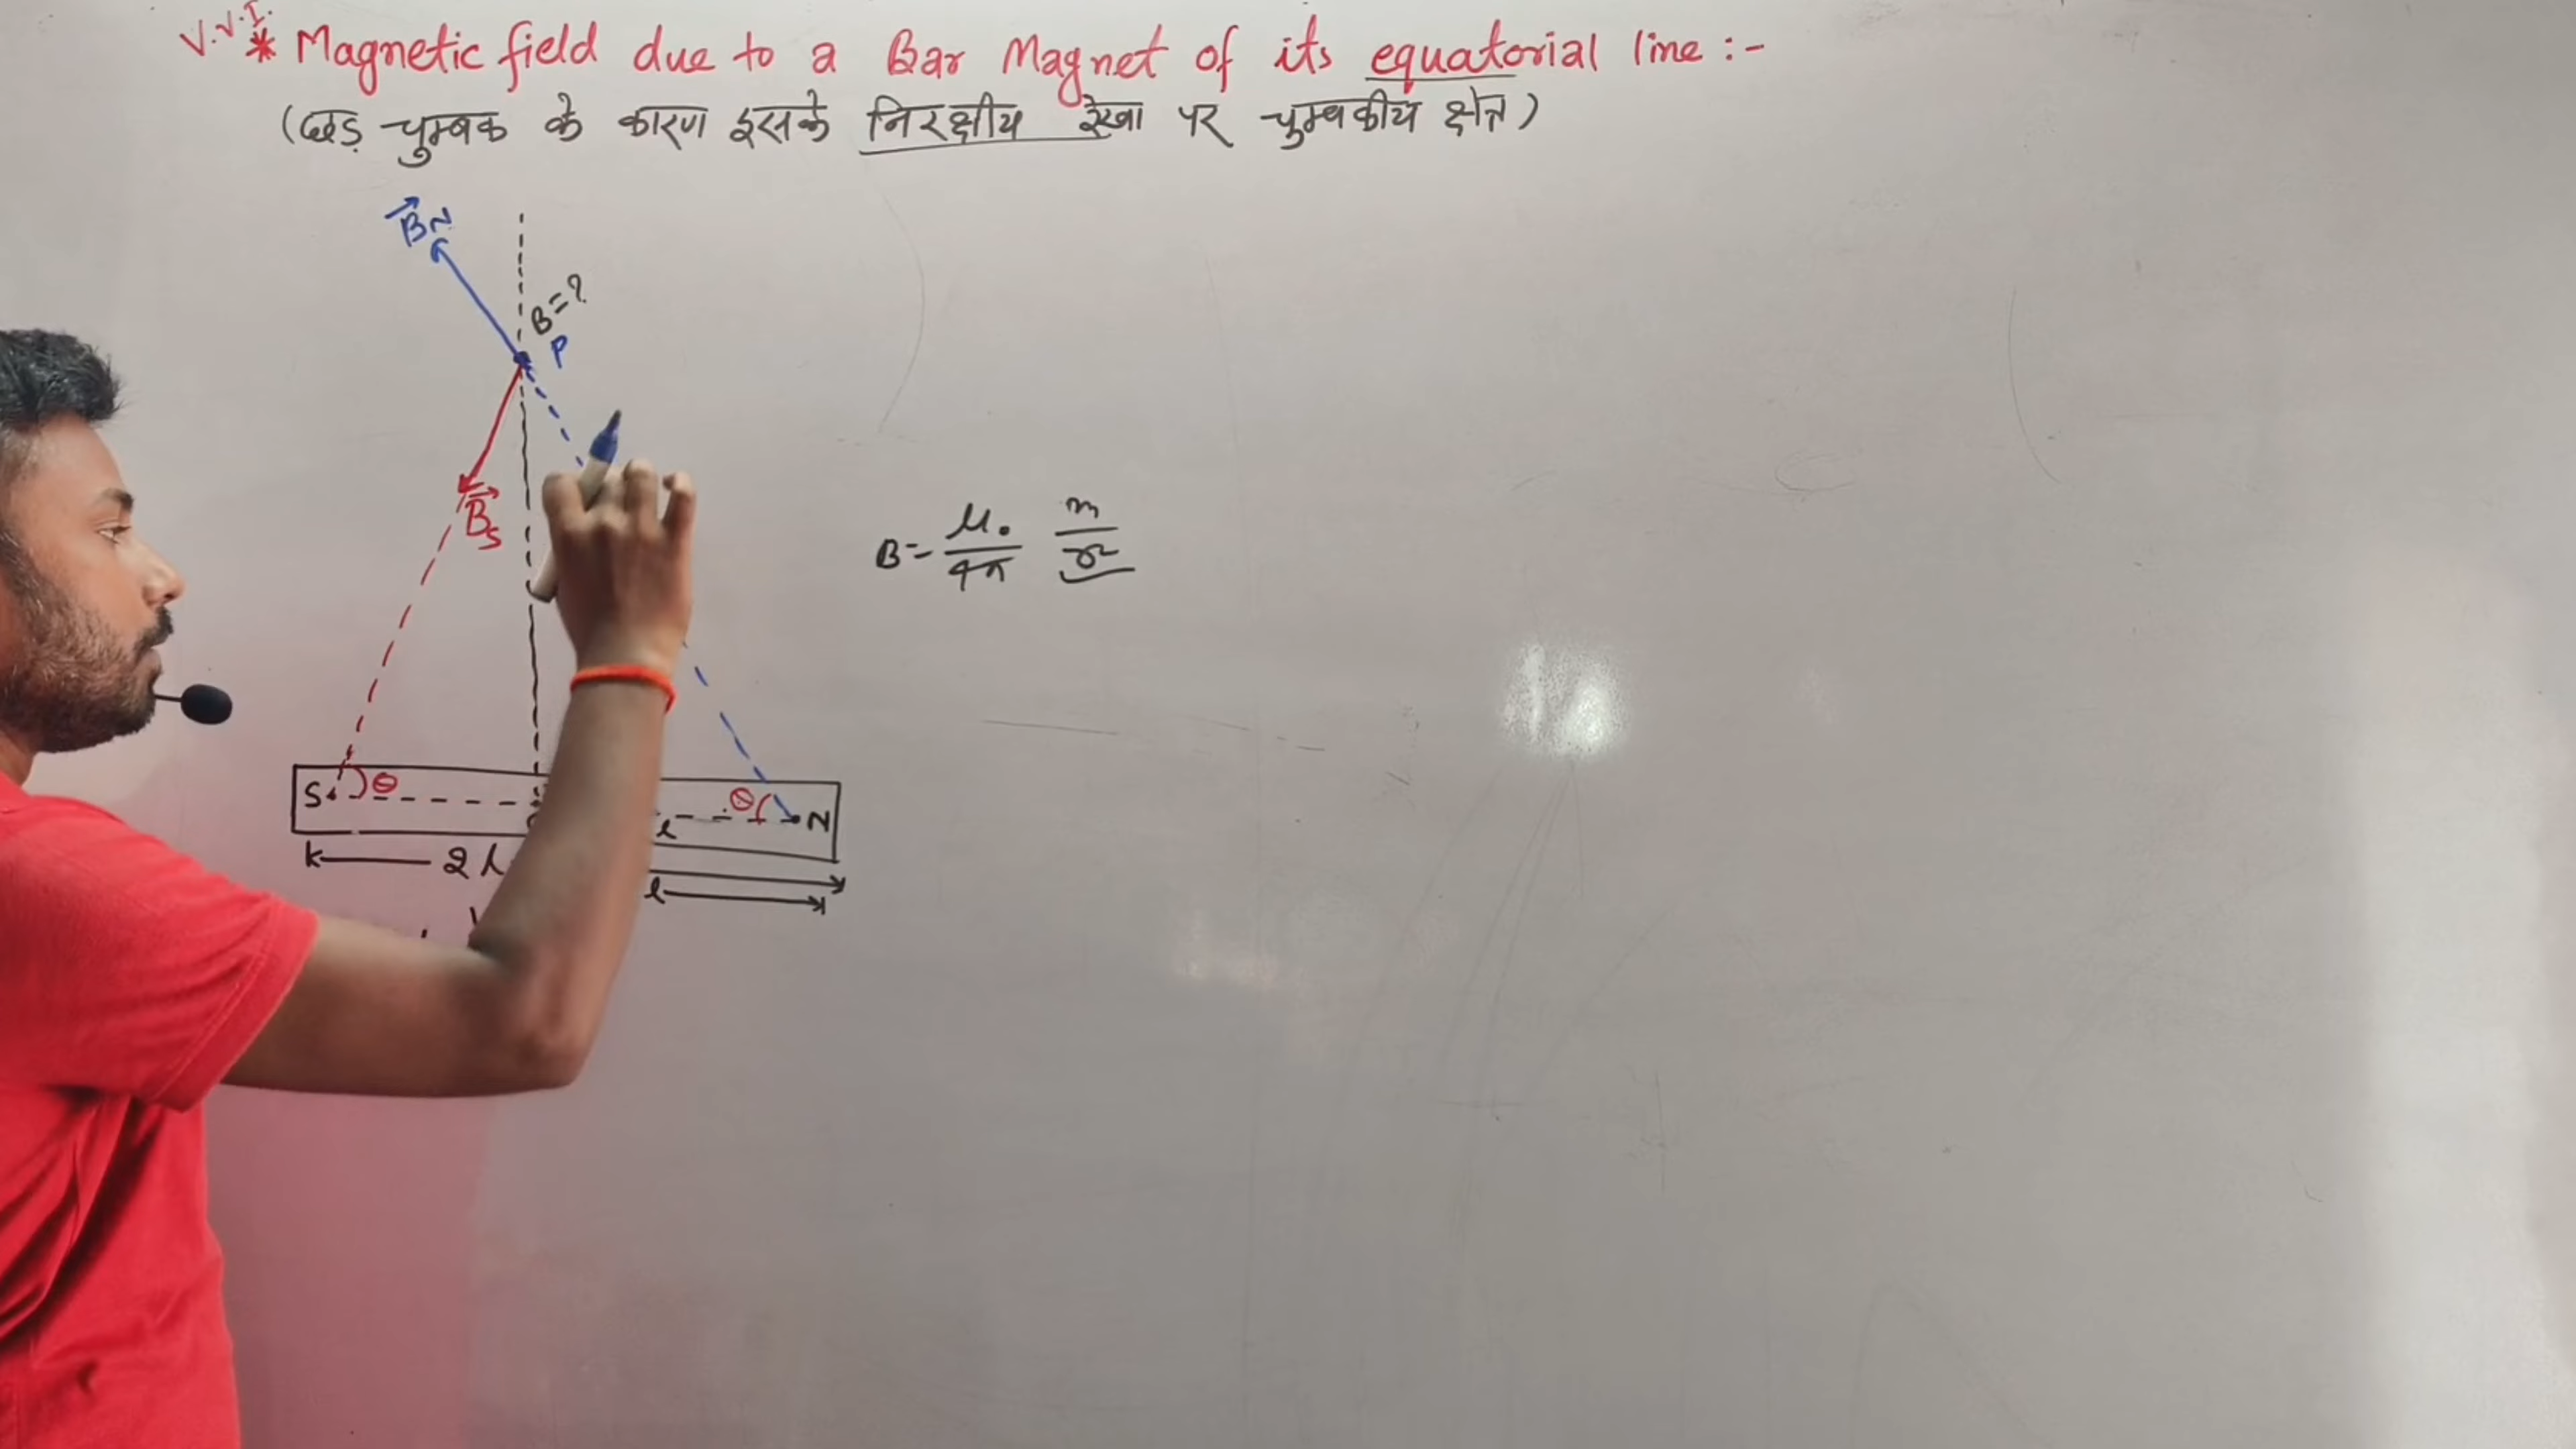 V.V.I.
* Magnetic field due to a Bar Magnet of its equatorial line :-
(छड़ चुम्बक के कारण इसके निरक्षीय रेखा पर चुम्बकीय क्षेत्र)
B⃗N
B=?
P
B⃗s
B = μ₀/4π m/r²
S θ θ N
2l
l